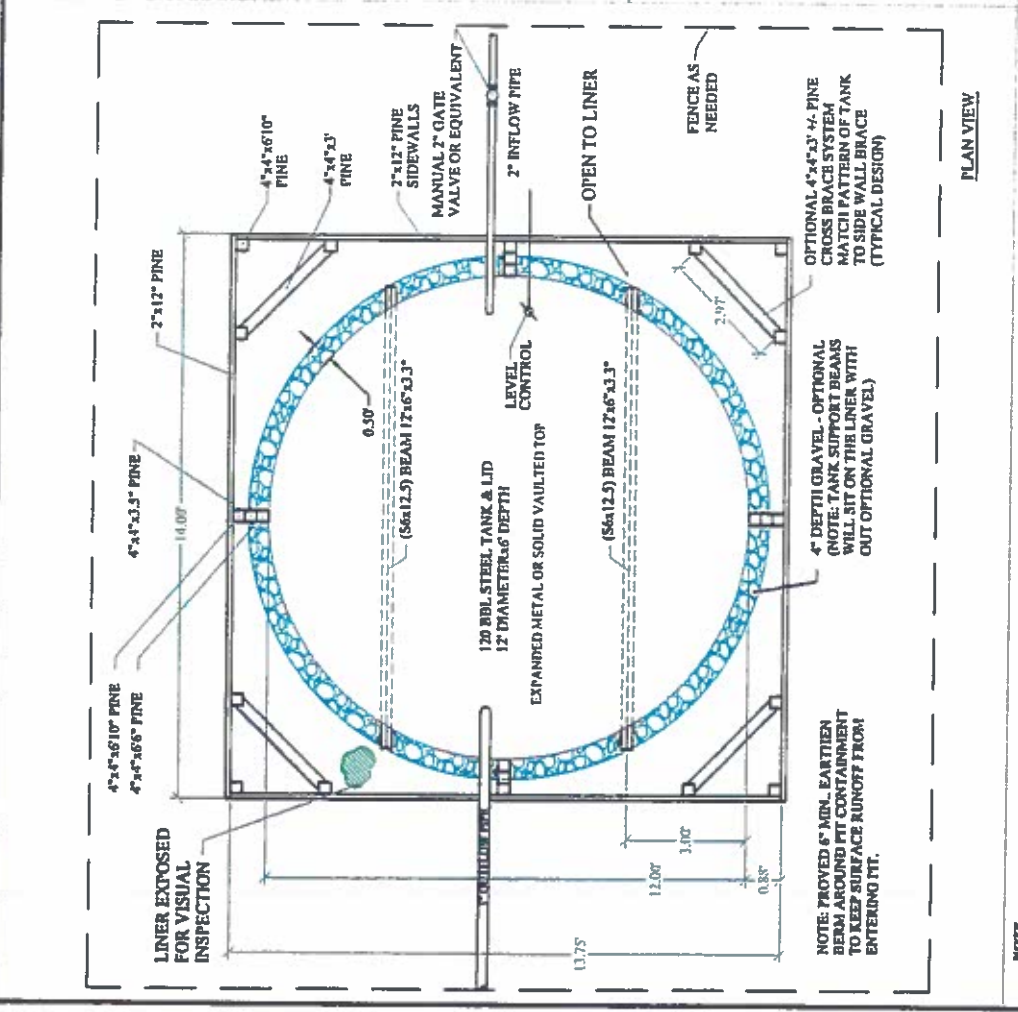 4"x4"x6'10" PINE
4"x4"x6'6" PINE
4"x4"x3.5" PINE
2"x12" PINE
4"x4"x6'10"
PINE
4"x4"x3'
PINE
14.00'
LINER EXPOSED
FOR VISUAL
INSPECTION
2"x12" PINE
SIDEWALLS
MANUAL 2" GATE
VALVE OR EQUIVALENT
0.50'
(S6x12.5) BEAM 12'x6"x3.3"
2" INFLOW PIPE
OUTFLOW PIPE
120 BBL STEEL TANK & LID
12' DIAMETERx6' DEPTH
EXPANDED METAL OR SOLID VAULTED TOP
LEVEL
CONTROL
OPEN TO LINER
(S6x12.5) BEAM 12'x6"x3.3"
FENCE AS
NEEDED
13.75'
12.00'
3.00'
0.88'
2.97'
NOTE: PROVED 6" MIN.. EARTHEN
BERM AROUND PIT CONTAINMENT
TO KEEP SURFACE RUNOFF FROM
ENTERING PIT.
4" DEPTH GRAVEL - OPTIONAL
(NOTE: TANK SUPPORT BEAMS
WILL SIT ON THE LINER WITH
OUT OPTIONAL GRAVEL)
OPTIONAL 4"x4"x3' +/- PINE
CROSS BRACE SYSTEM
MATCH PATTERN OF TANK
TO SIDE WALL BRACE
(TYPICAL DESIGN)
PLAN VIEW